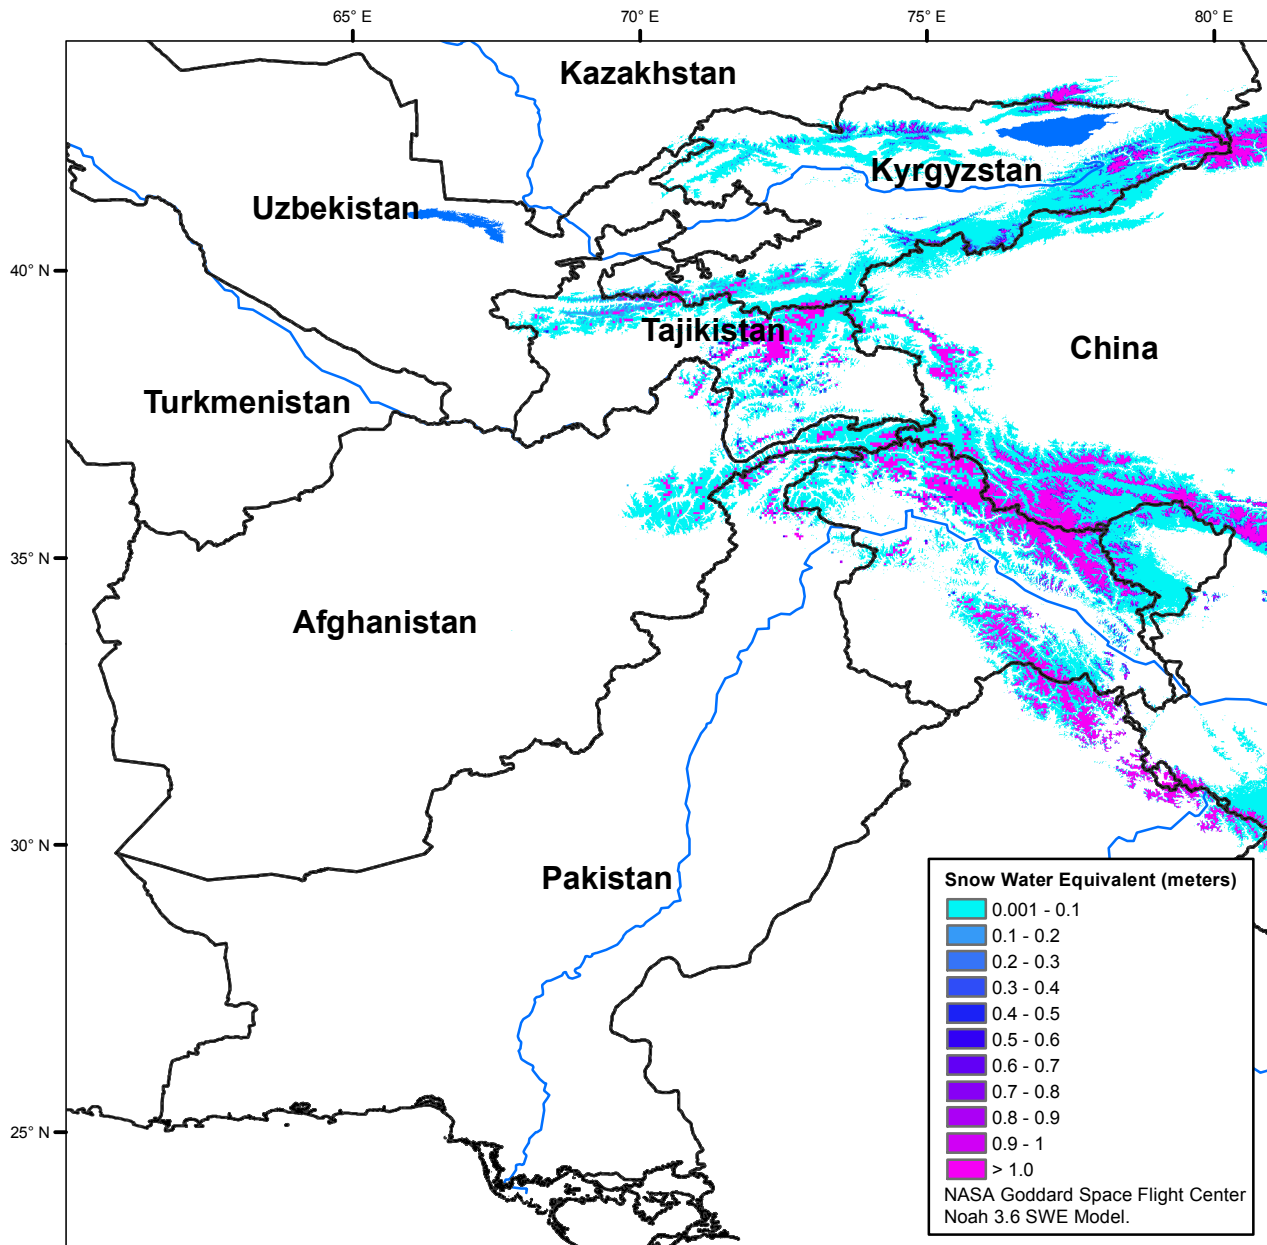 65° E
70° E
75° E
80° E
Kazakhstan
Kyrgyzstan
Uzbekistan
40° N
Tajikistan
China
Turkmenistan
35° N
Afghanistan
30° N
Pakistan
25° N
Snow Water Equivalent (meters)
0.001 - 0.1
0.1 - 0.2
0.2 - 0.3
0.3 - 0.4
0.4 - 0.5
0.5 - 0.6
0.6 - 0.7
0.7 - 0.8
0.8 - 0.9
0.9 - 1
> 1.0
NASA Goddard Space Flight Center
Noah 3.6 SWE Model.